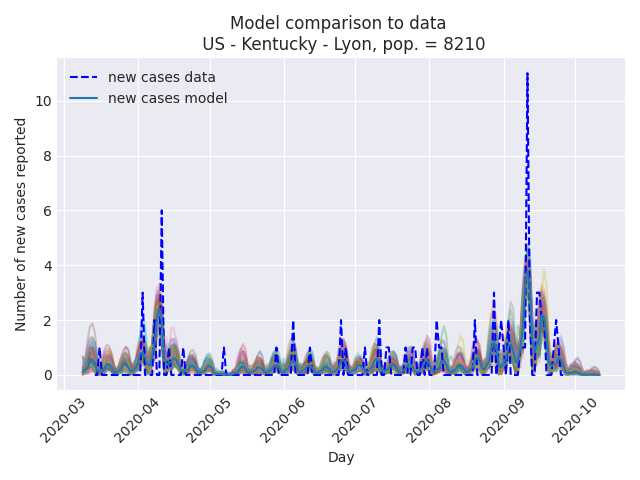 Model comparison to data
US - Kentucky - Lyon, pop. = 8210
new cases data
new cases model
Number of new cases reported
10
8
6
4
2
0
2020-03
2020-04
2020-05
2020-06
2020-07
2020-08
2020-09
2020-10
Day